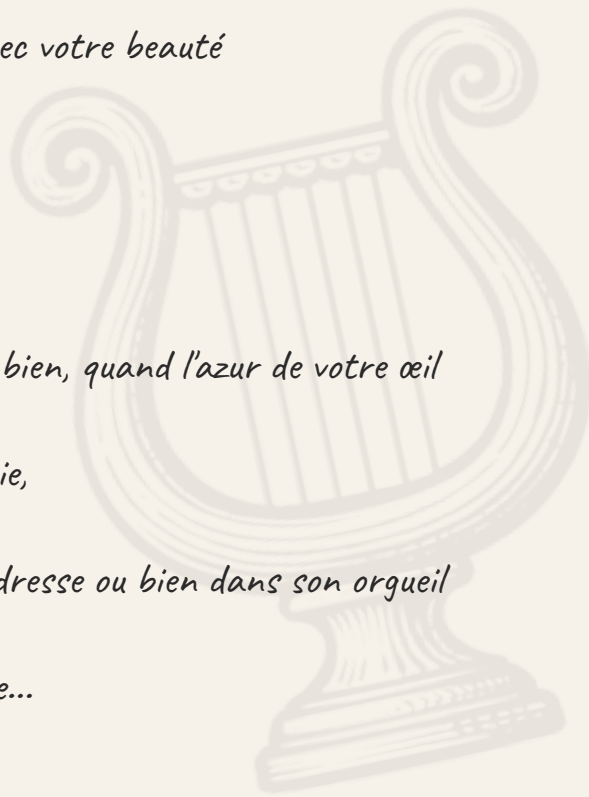 ec votre beauté
bien, quand l'azur de votre œil
ie,
dresse ou bien dans son orgueil
e...